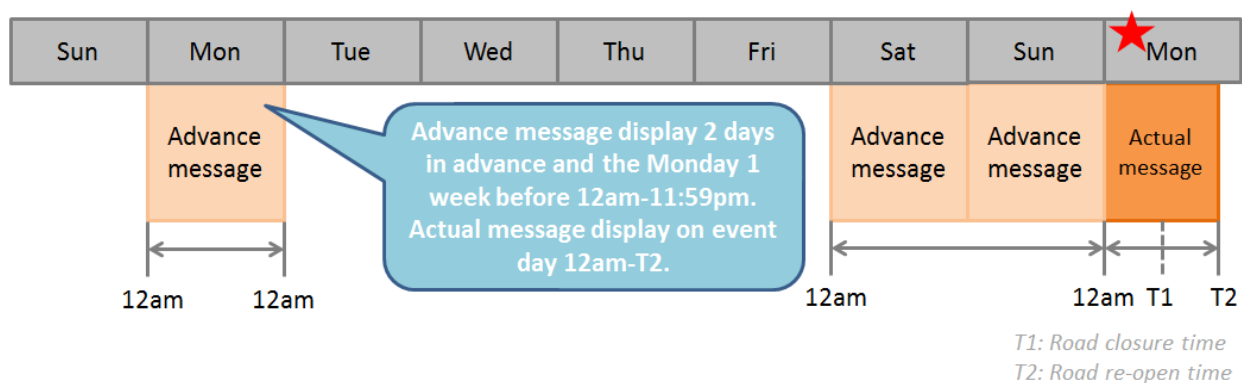 Sun Mon Tue Wed Thu Fri Sat Sun Mon
Advance
message
Advance message display 2 days
in advance and the Monday 1
week before 12am-11:59pm.
Actual message display on event
day 12am-T2.
Advance
message
Advance
message
Actual
message
12am 12am 12am 12am T1 T2
T1: Road closure time
T2: Road re-open time